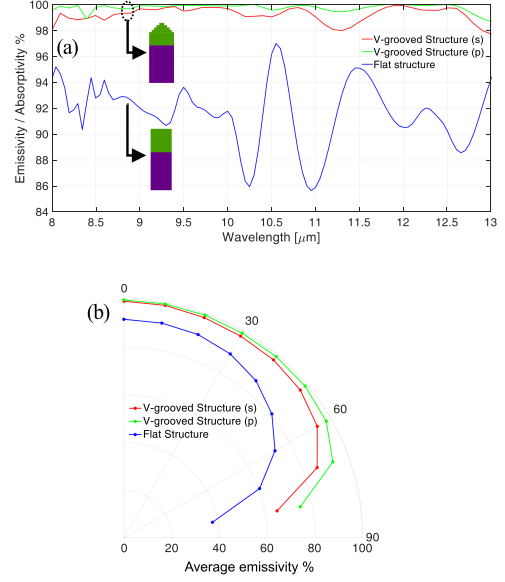 100
98
96
94
92
90
88
86
84
Emissivity / Absorptivity %
(a)
V-grooved Structure (s)
V-grooved Structure (p)
Flat structure
8 8.5 9 9.5 10 10.5 11 11.5 12 12.5 13
Wavelength [μm]
(b)
0
30
60
90
V-grooved Structure (s)
V-grooved Structure (p)
Flat Structure
0 20 40 60 80 100
Average emissivity %